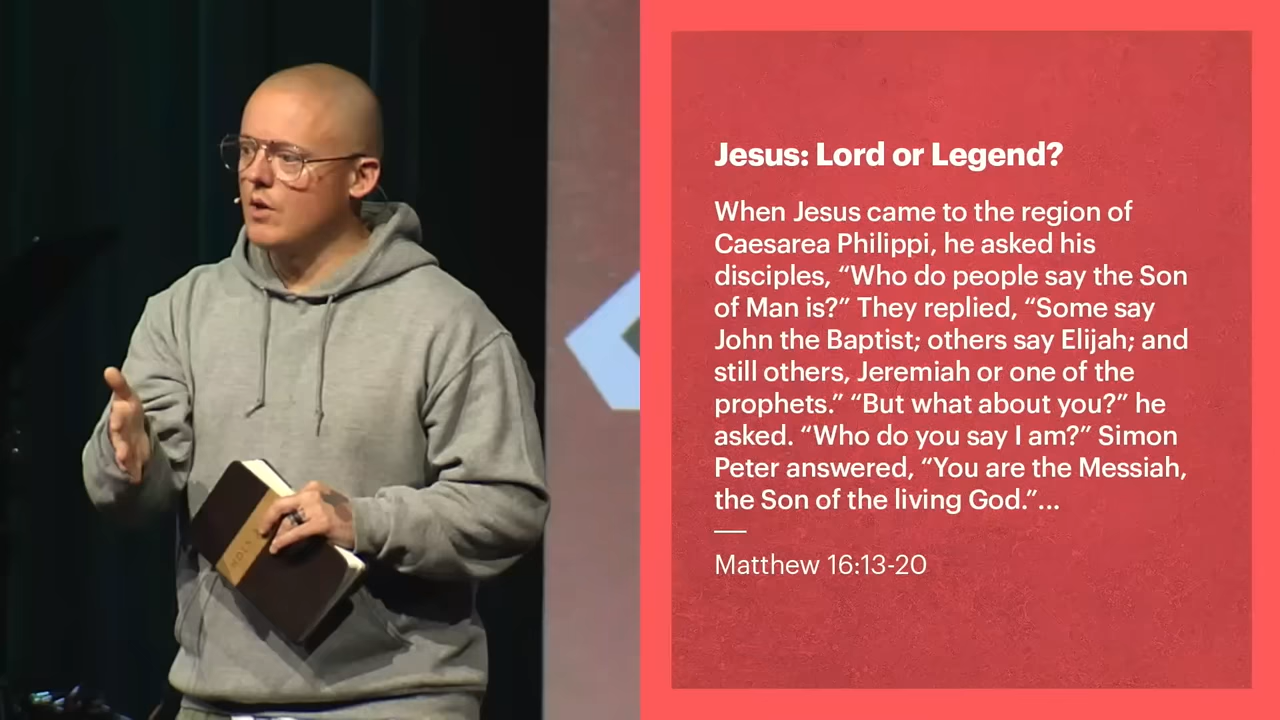 HOLY
Jesus: Lord or Legend?
When Jesus came to the region of
Caesarea Philippi, he asked his
disciples, “Who do people say the Son
of Man is?” They replied, “Some say
John the Baptist; others say Elijah; and
still others, Jeremiah or one of the
prophets.” “But what about you?” he
asked. “Who do you say I am?” Simon
Peter answered, “You are the Messiah,
the Son of the living God.”...
Matthew 16:13-20